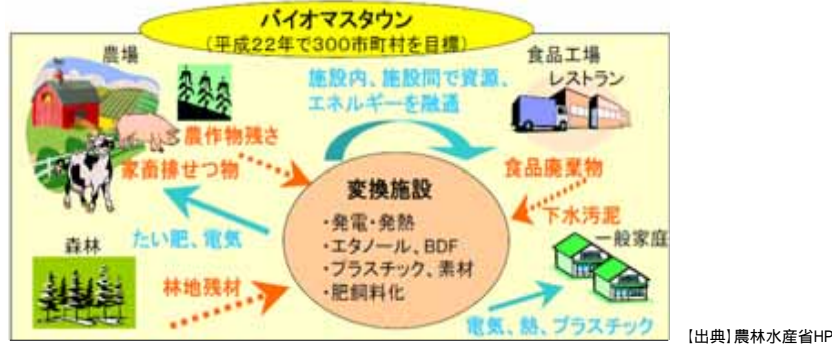 バイオマスタウン
(平成22年で300市町村を目標)
農場
施設内、施設間で資源、
エネルギーを融通
食品工場
レストラン
農作物残さ
家畜排せつ物
食品廃棄物
変換施設
・発電・発熱
・エタノール、BDF
・プラスチック、素材
・肥飼料化
下水汚泥
一般家庭
たい肥、電気
森林
林地残材
電気、熱、プラスチック
【出典】農林水産省HP